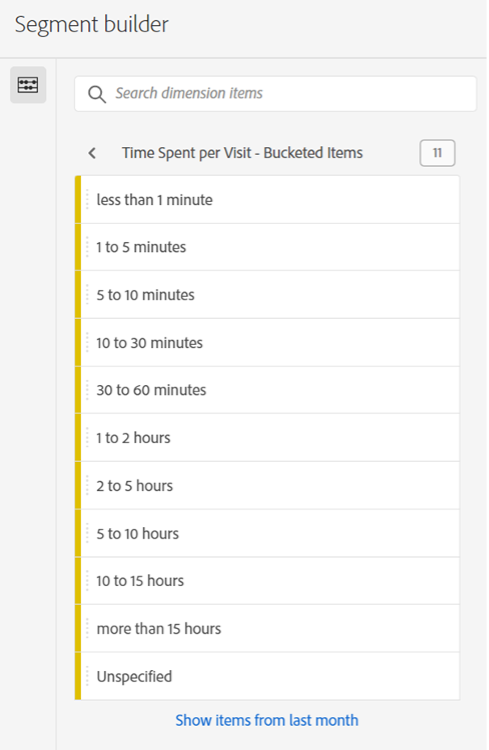 Segment builder
Search dimension items
Time Spent per Visit - Bucketed Items
11
less than 1 minute
1 to 5 minutes
5 to 10 minutes
10 to 30 minutes
30 to 60 minutes
1 to 2 hours
2 to 5 hours
5 to 10 hours
10 to 15 hours
more than 15 hours
Unspecified
Show items from last month